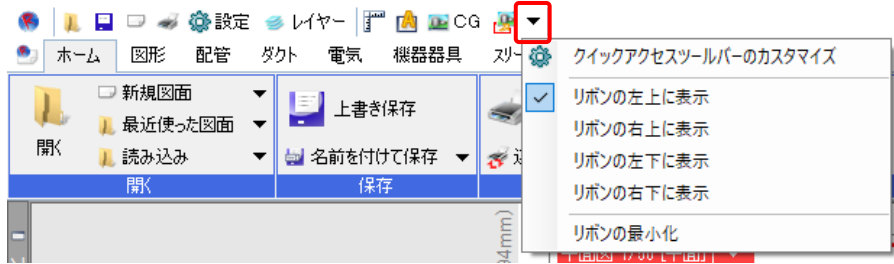 設定 レイヤー CG
ホーム 図形 配管 ダクト 電気 機器器具 スリー
クイックアクセスツールバーのカスタマイズ
リボンの左上に表示
リボンの右上に表示
リボンの左下に表示
リボンの右下に表示
リボンの最小化
開く
新規図面
最近使った図面
読み込み
開く
上書き保存
名前を付けて保存
保存
94mm)